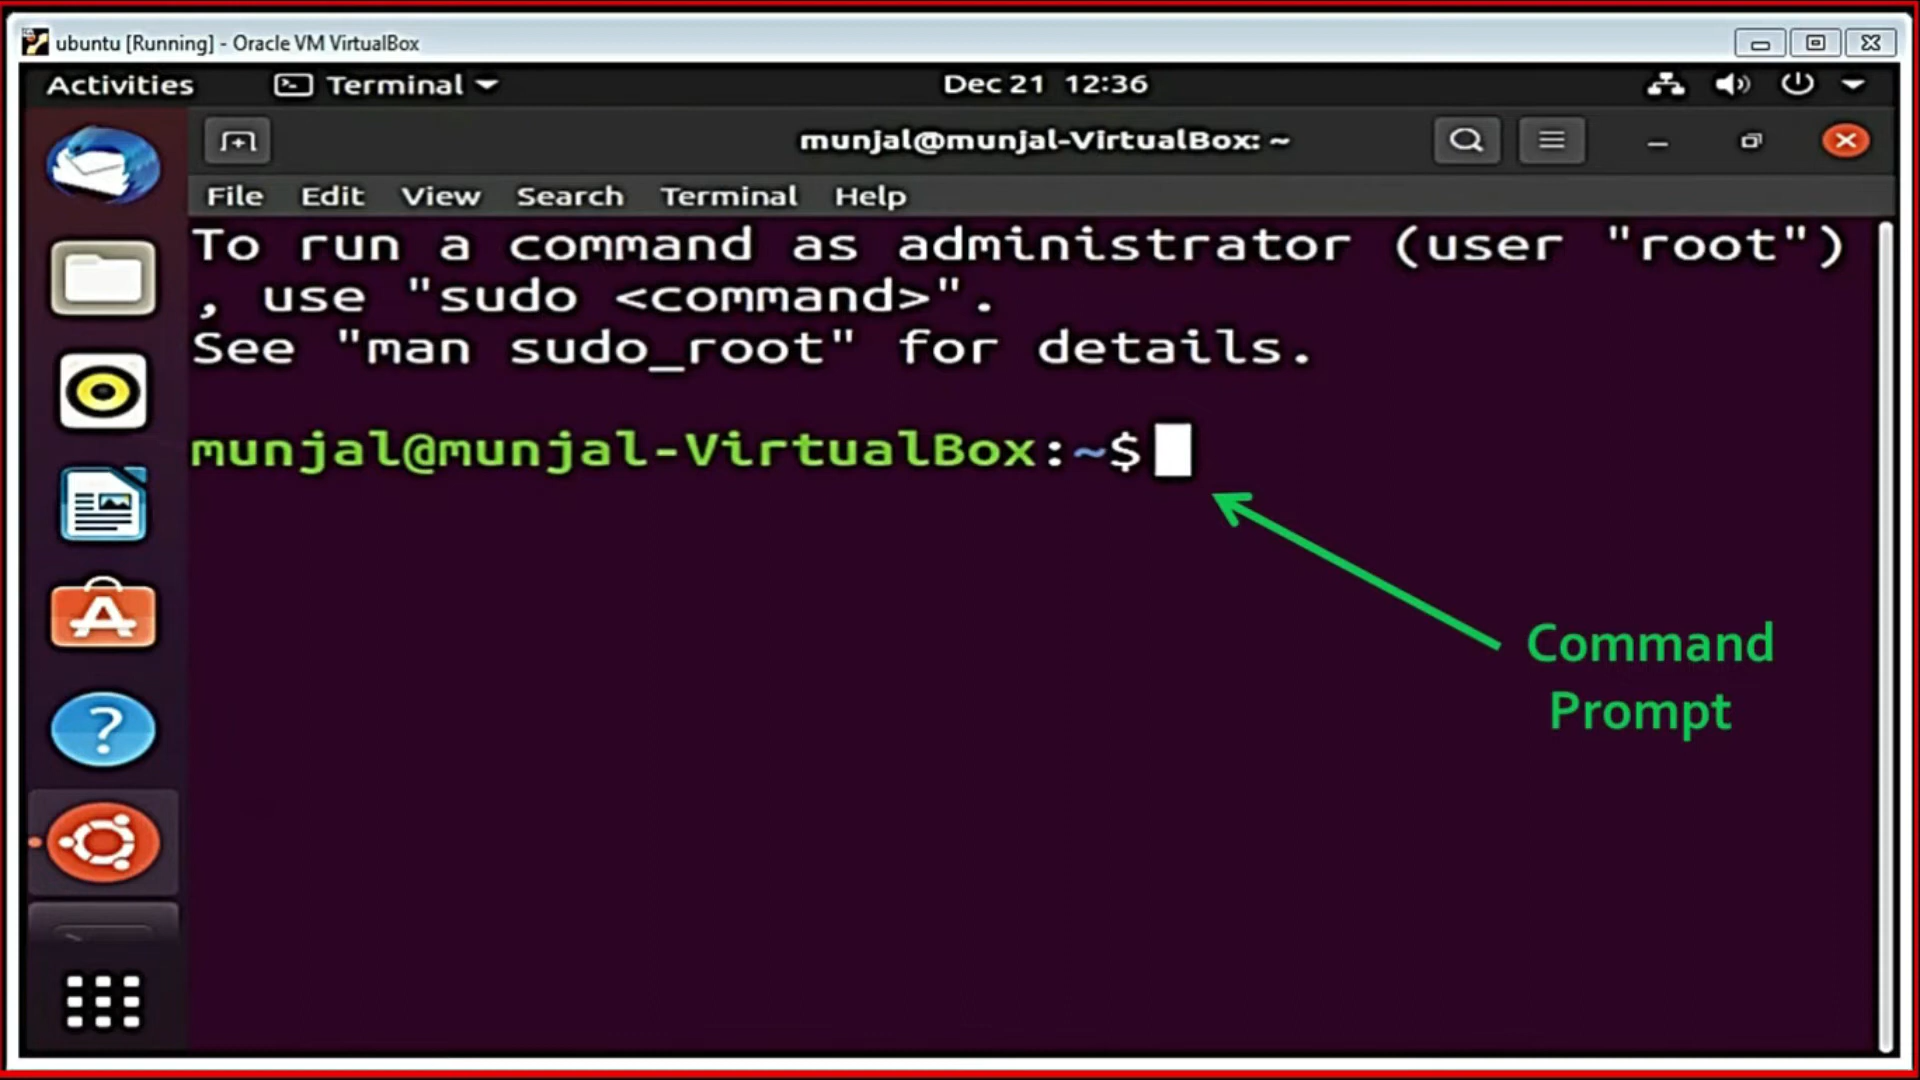 ubuntu [Running] - Oracle VM VirtualBox
Activities Terminal Dec 21 12:36
munjal@munjal-VirtualBox: ~
File Edit View Search Terminal Help
To run a command as administrator (user "root")
, use "sudo <command>".
See "man sudo_root" for details.
munjal@munjal-VirtualBox:~$
Command
Prompt